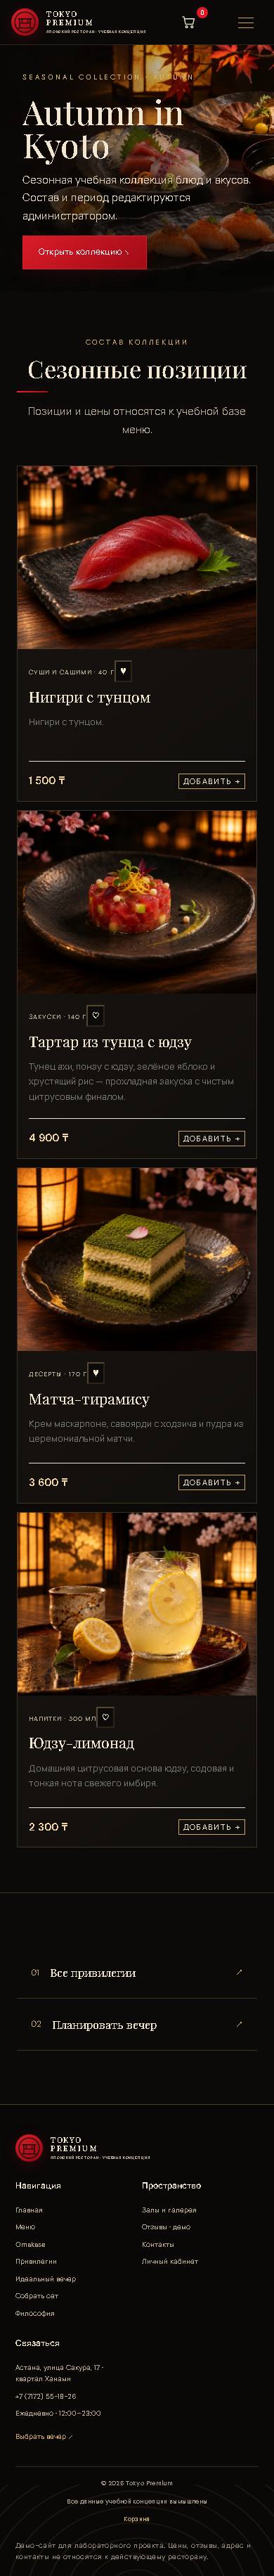 TOKYO
PREMIUM
ЯПОНСКИЙ РЕСТОРАН · УЧЕБНАЯ КОНЦЕПЦИЯ
0
SEASONAL COLLECTION · AUTUMN
Autumn in
Kyoto
Сезонная учебная коллекция блюд и вкусов.
Состав и период редактируются
администратором.
Открыть коллекцию
СОСТАВ КОЛЛЕКЦИИ
Сезонные позиции
Позиции и цены относятся к учебной базе
меню.
СУШИ И САШИМИ · 40 Г ♥
Нигири с тунцом
Нигири с тунцом.
1 500 ₸ ДОБАВИТЬ +
ЗАКУСКИ · 140 Г ♡
Тартар из тунца с юдзу
Тунец ахи, понзу с юдзу, зелёное яблоко и
хрустящий рис — прохладная закуска с чистым
цитрусовым финалом.
4 900 ₸ ДОБАВИТЬ +
ДЕСЕРТЫ · 170 Г ♥
Матча-тирамису
Крем маскарпоне, савоярди с ходзича и пудра из
церемониальной матчи.
3 600 ₸ ДОБАВИТЬ +
НАПИТКИ · 300 МЛ ♡
Юдзу-лимонад
Домашняя цитрусовая основа юдзу, содовая и
тонкая нота свежего имбиря.
2 300 ₸ ДОБАВИТЬ +
01 Все привилегии ↗
02 Планировать вечер ↗
TOKYO
PREMIUM
ЯПОНСКИЙ РЕСТОРАН · УЧЕБНАЯ КОНЦЕПЦИЯ
Навигация
Главная
Меню
Omakase
Привилегии
Идеальный вечер
Собрать сет
Философия
Пространство
Залы и галерея
Отзывы · демо
Контакты
Личный кабинет
Связаться
Астана, улица Сакура, 17 ·
квартал Ханами
+7 (7172) 55-18-26
Ежедневно · 12:00–23:00
Выбрать вечер ↗
© 2026 Tokyo Premium
Все данные учебной концепции вымышлены
Корзина
Демо-сайт для лабораторного проекта. Цены, отзывы, адрес и
контакты не относятся к действующему ресторану.